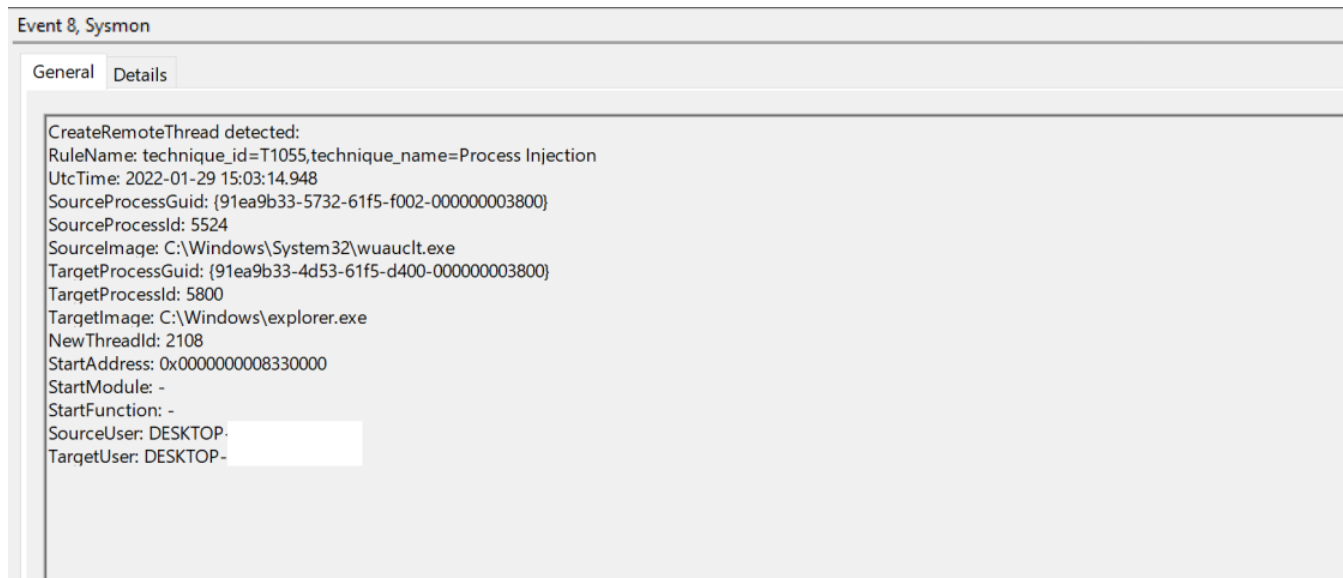 Event 8, Sysmon
General Details
CreateRemoteThread detected:
RuleName: technique_id=T1055,technique_name=Process Injection
UtcTime: 2022-01-29 15:03:14.948
SourceProcessGuid: {91ea9b33-5732-61f5-f002-000000003800}
SourceProcessId: 5524
SourceImage: C:\Windows\System32\wuauclt.exe
TargetProcessGuid: {91ea9b33-4d53-61f5-d400-000000003800}
TargetProcessId: 5800
TargetImage: C:\Windows\explorer.exe
NewThreadId: 2108
StartAddress: 0x0000000008330000
StartModule: -
StartFunction: -
SourceUser: DESKTOP-
TargetUser: DESKTOP-